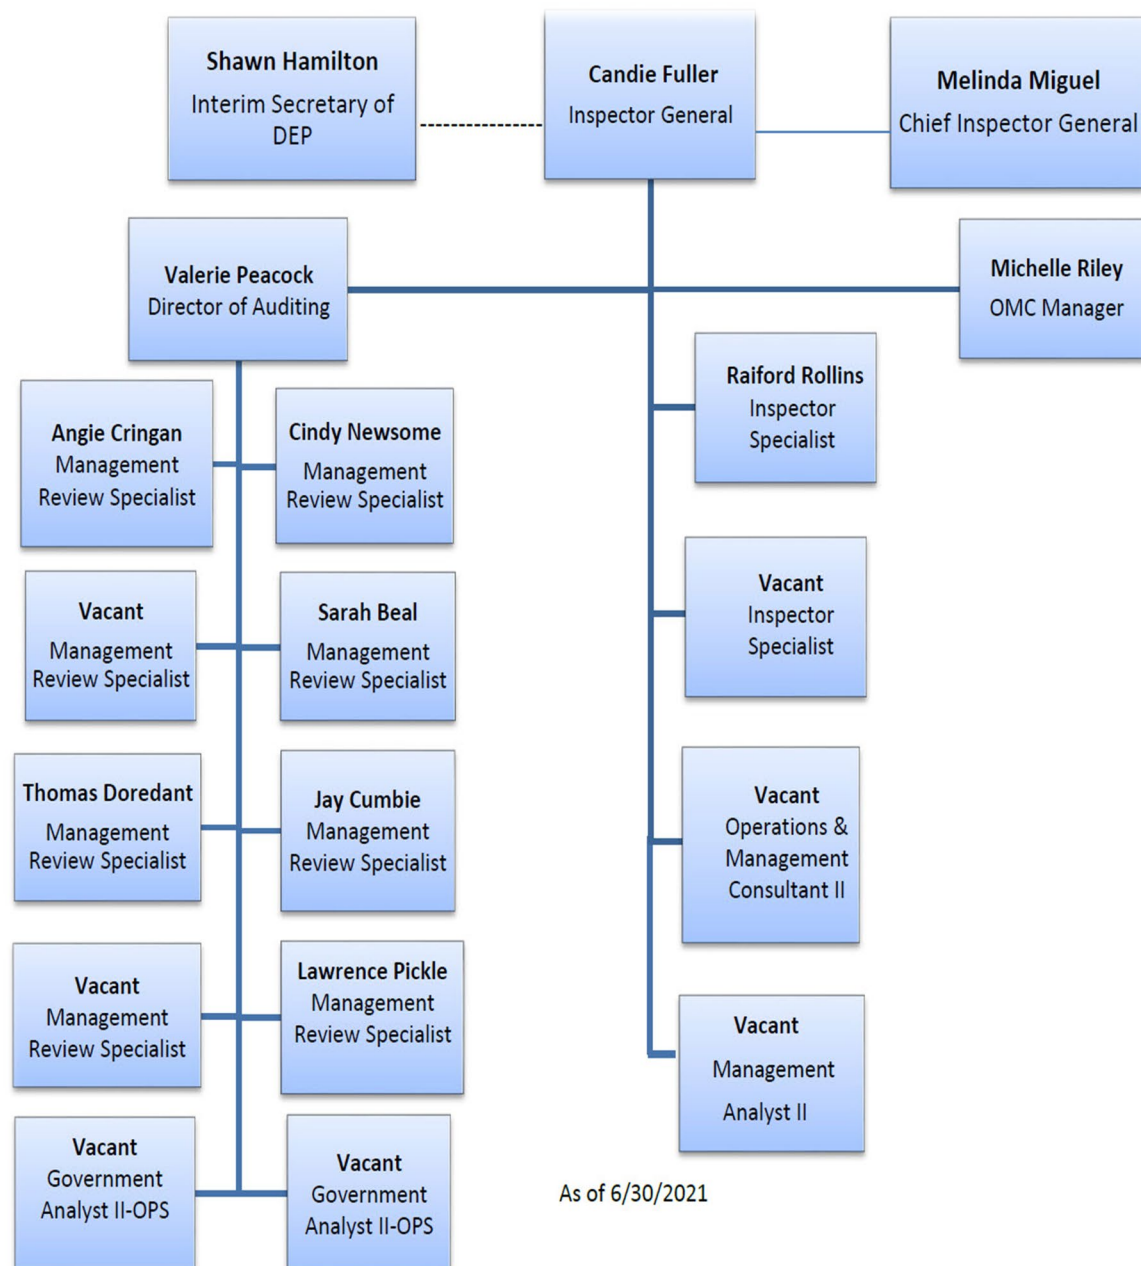 Shawn Hamilton
Interim Secretary of
DEP
Candie Fuller
Inspector General
Melinda Miguel
Chief Inspector General
Valerie Peacock
Director of Auditing
Michelle Riley
OMC Manager
Angie Cringan
Management
Review Specialist
Cindy Newsome
Management
Review Specialist
Vacant
Management
Review Specialist
Sarah Beal
Management
Review Specialist
Thomas Doredant
Management
Review Specialist
Jay Cumbie
Management
Review Specialist
Vacant
Management
Review Specialist
Lawrence Pickle
Management
Review Specialist
Vacant
Government
Analyst II-OPS
Vacant
Government
Analyst II-OPS
Raiford Rollins
Inspector
Specialist
Vacant
Inspector
Specialist
Vacant
Operations &
Management
Consultant II
Vacant
Management
Analyst II
As of 6/30/2021